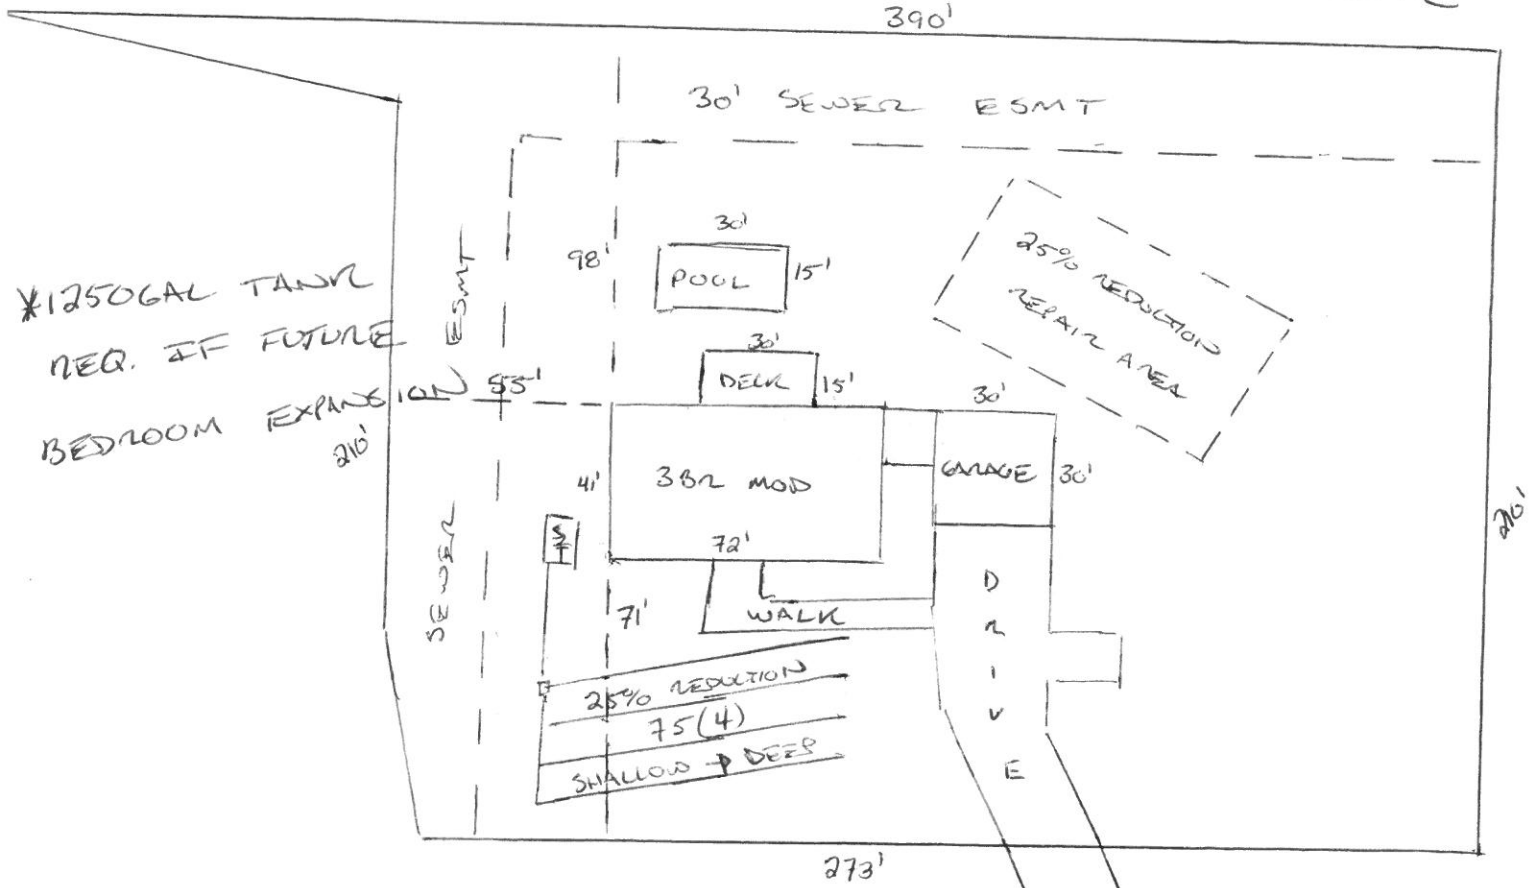 390'
30' SEWER ESMT
98'
30'
POOL
15'
25% REDUCTION
REPAIR AREA
*1250GAL TANK
REQ. IF FUTURE
BEDROOM EXPANSION
SEWER ESMT
55'
30'
DECK
15'
30'
GARAGE
30'
210'
41'
3BR MOD
72'
ST
71'
WALK
DRIVE
210'
25% REDUCTION
75(4)
SHALLOW → DEEP
273'